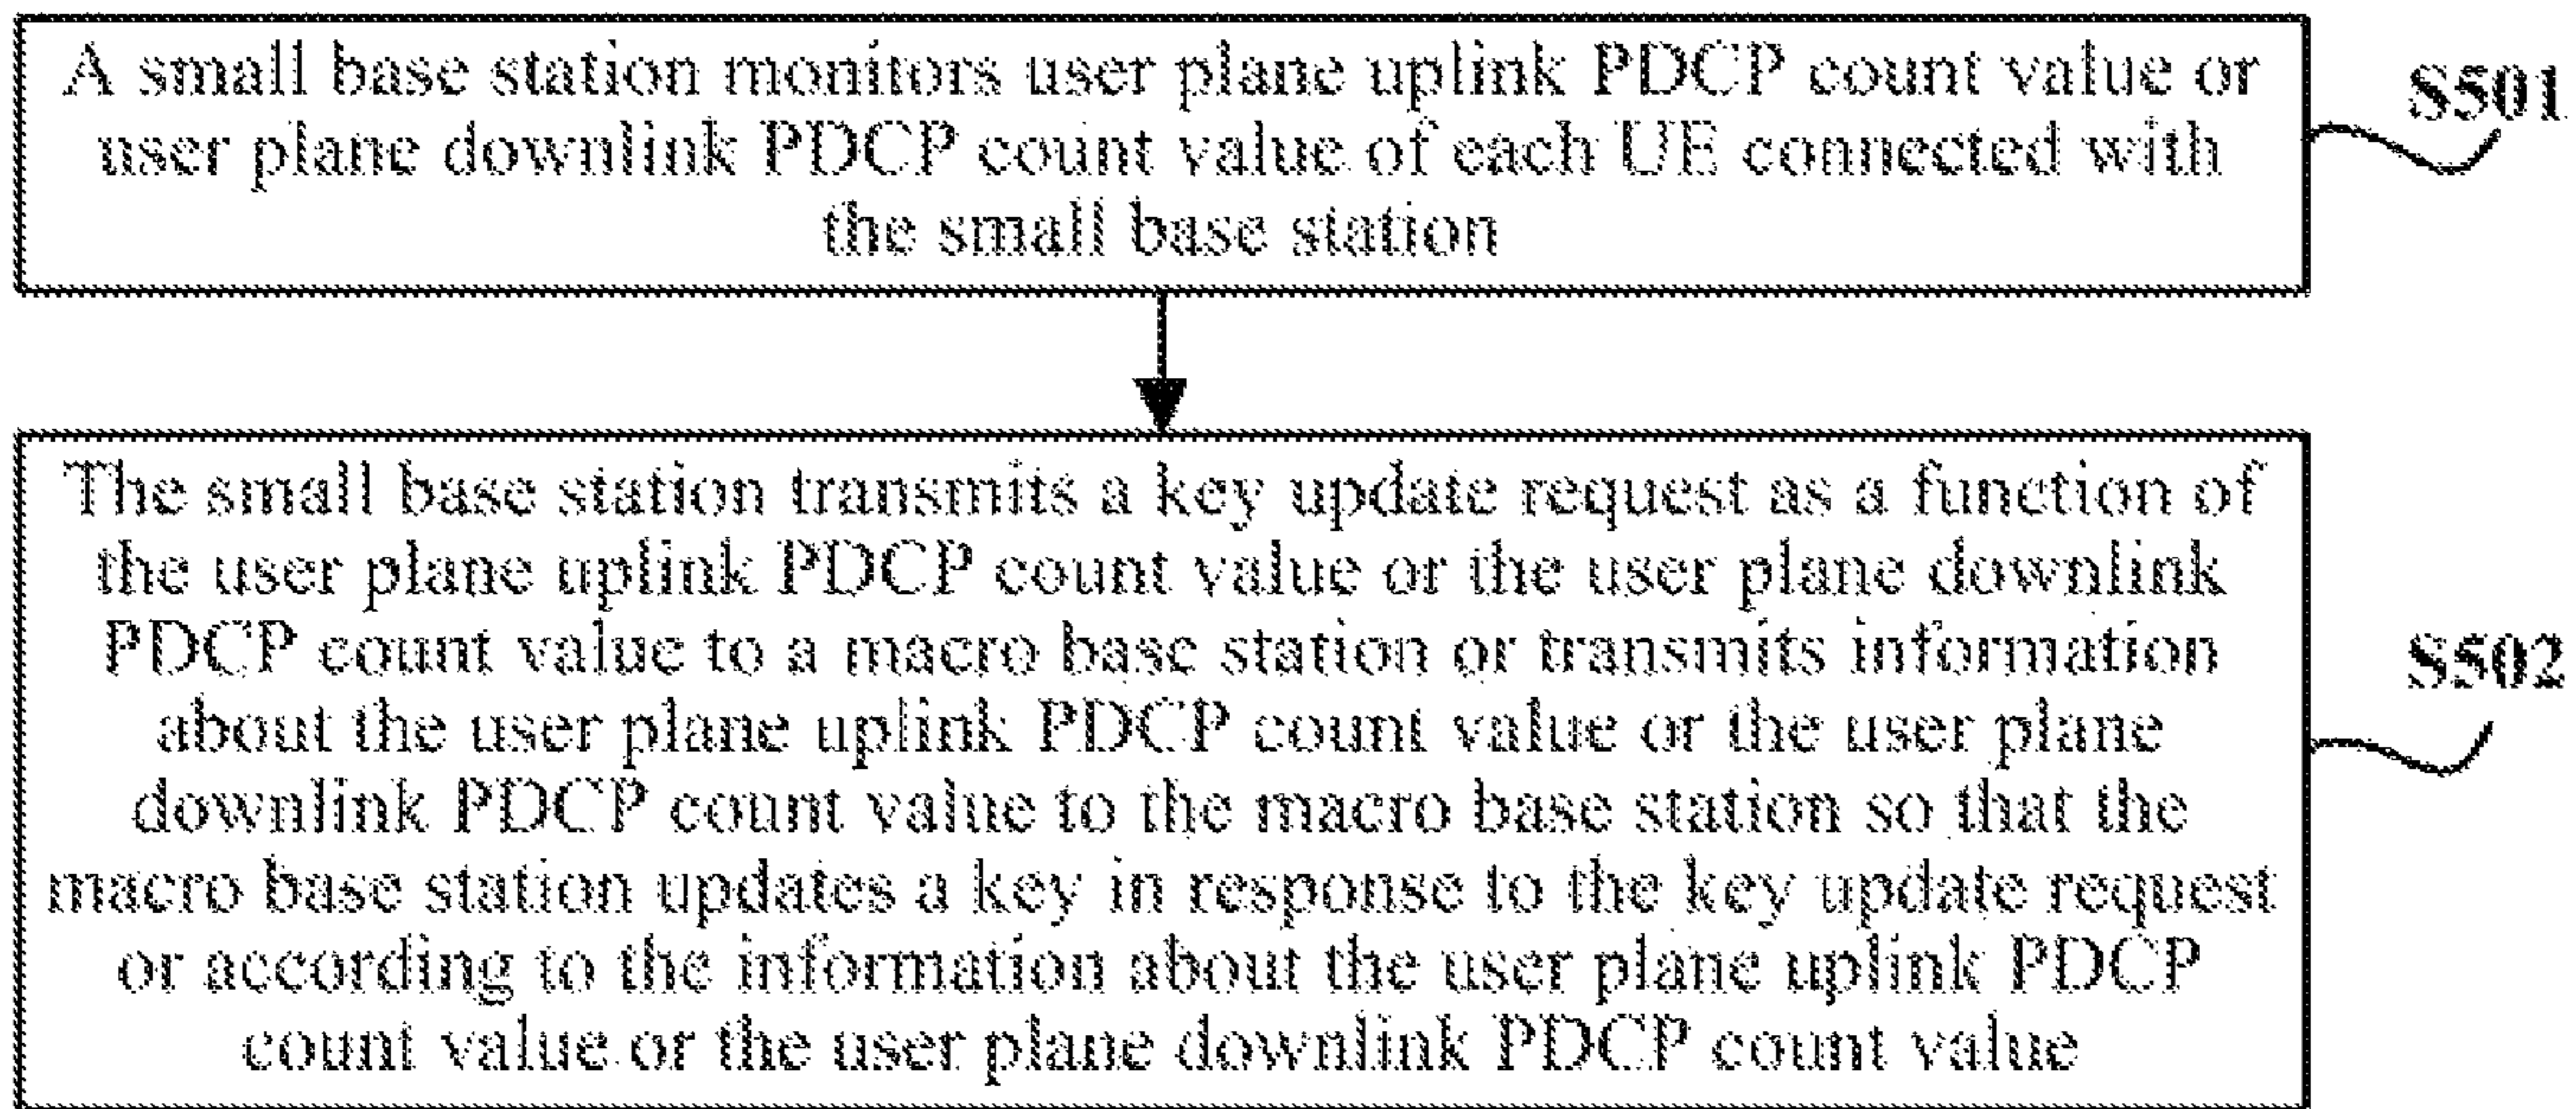 A small base station monitors user plane uplink PDCP count value or
user plane downlink PDCP count value of each UE connected with
the small base station
S501
The small base station transmits a key update request as a function of
the user plane uplink PDCP count value or the user plane downlink
PDCP count value to a macro base station or transmits information
about the user plane uplink PDCP count value or the user plane
downlink PDCP count value to the macro base station so that the
macro base station updates a key in response to the key update request
or according to the information about the user plane uplink PDCP
count value or the user plane downlink PDCP count value
S502